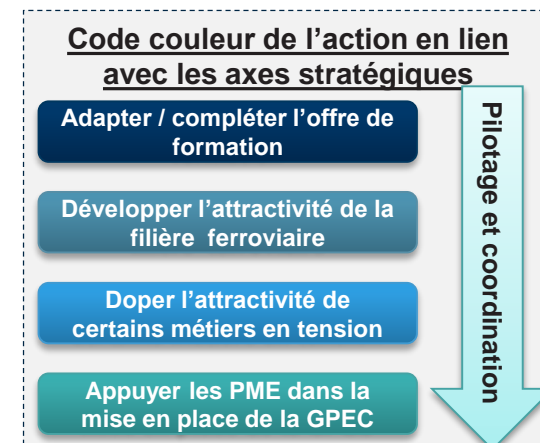 Code couleur de l’action en lien
avec les axes stratégiques
Adapter / compléter l’offre de
formation
Développer l’attractivité de la
filière ferroviaire
Doper l’attractivité de
certains métiers en tension
Appuyer les PME dans la
mise en place de la GPEC
Pilotage et coordination